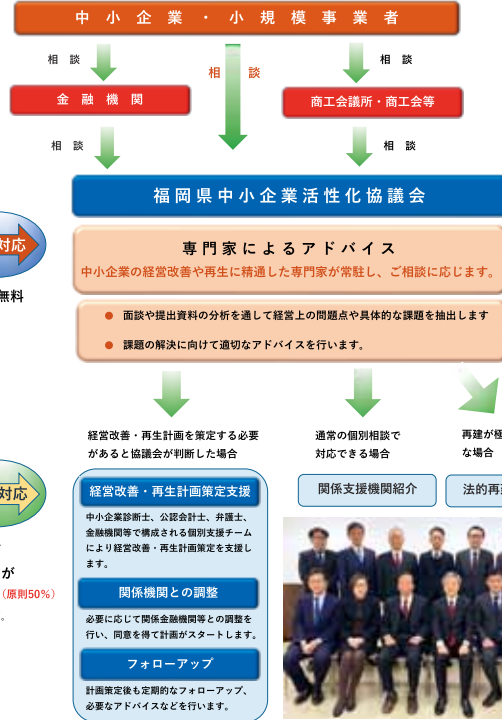 中小企業・小規模事業者
相　談
相　談
相　談
金融機関
商工会議所・商工会等
相　談
相　談
福岡県中小企業活性化協議会
対応
専門家によるアドバイス
中小企業の経営改善や再生に精通した専門家が常駐し、ご相談に応じます。
無料
● 面談や提出資料の分析を通して経営上の問題点や具体的な課題を抽出します
● 課題の解決に向けて適切なアドバイスを行います。
経営改善・再生計画を策定する必要
があると協議会が判断した場合
通常の個別相談で
対応できる場合
再建が
な場合
対応
経営改善・再生計画策定支援
関係支援機関紹介
法的再
中小企業診断士、公認会計士、弁護士、
金融機関等で構成される個別支援チーム
により経営改善・再生計画策定を支援し
ます。
が
（原則50%）
。
関係機関との調整
必要に応じて関係金融機関等との調整を
行い、同意を得て計画がスタートします。
フォローアップ
計画策定後も定期的なフォローアップ、
必要なアドバイスなどを行います。